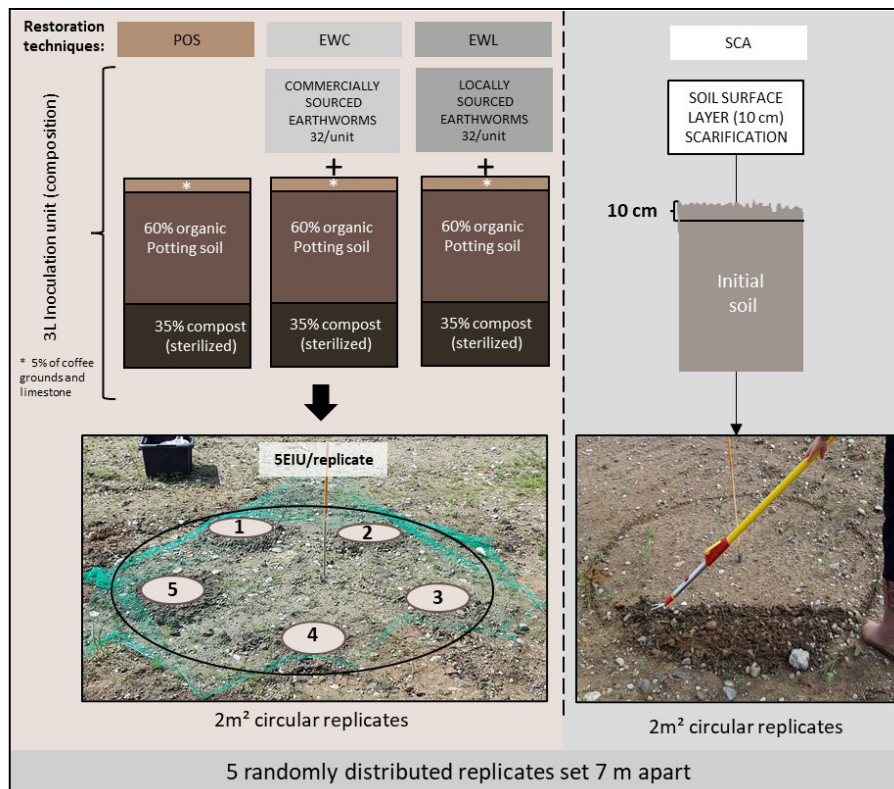 Restoration
techniques:
POS
EWC
EWL
SCA
COMMERCIALLY
SOURCED
EARTHWORMS
32/unit
LOCALLY
SOURCED
EARTHWORMS
32/unit
SOIL SURFACE
LAYER (10 cm)
SCARIFICATION
+
+
3L Inoculation unit (composition)
*
*
*
60% organic
Potting soil
60% organic
Potting soil
60% organic
Potting soil
35% compost
(sterilized)
35% compost
(sterilized)
35% compost
(sterilized)
* 5% of coffee
grounds and
limestone
10 cm
Initial
soil
5EIU/replicate
1
2
3
4
5
2m² circular replicates
2m² circular replicates
5 randomly distributed replicates set 7 m apart